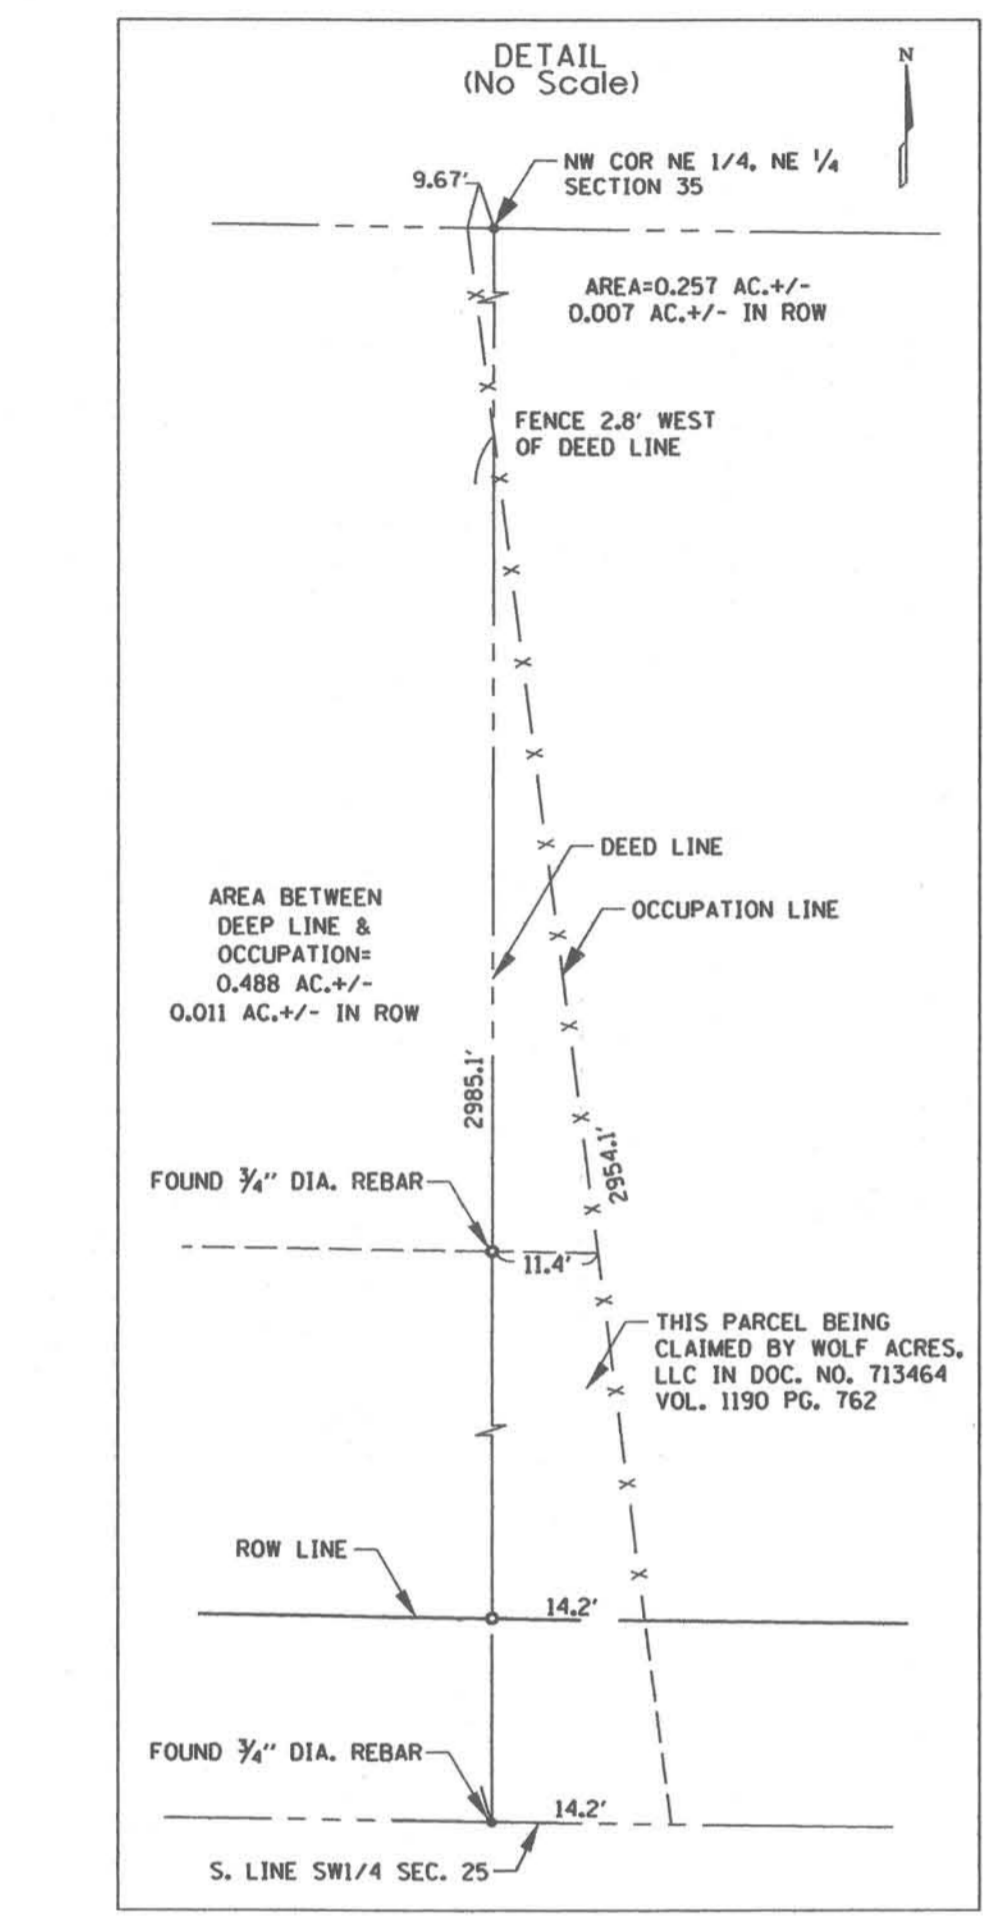 DETAIL
(No Scale)
N
9.67'
NW COR NE 1/4, NE 1/4
SECTION 35
AREA=0.257 AC.+/-
0.007 AC.+/- IN ROW
FENCE 2.8' WEST
OF DEED LINE
DEED LINE
OCCUPATION LINE
AREA BETWEEN
DEEP LINE &
OCCUPATION=
0.488 AC.+/-
0.011 AC.+/- IN ROW
2985.1'
2954.1'
FOUND 3/4" DIA. REBAR
11.4'
THIS PARCEL BEING
CLAIMED BY WOLF ACRES,
LLC IN DOC. NO. 713464
VOL. 1190 PG. 762
ROW LINE
14.2'
FOUND 3/4" DIA. REBAR
14.2'
S. LINE SW1/4 SEC. 25